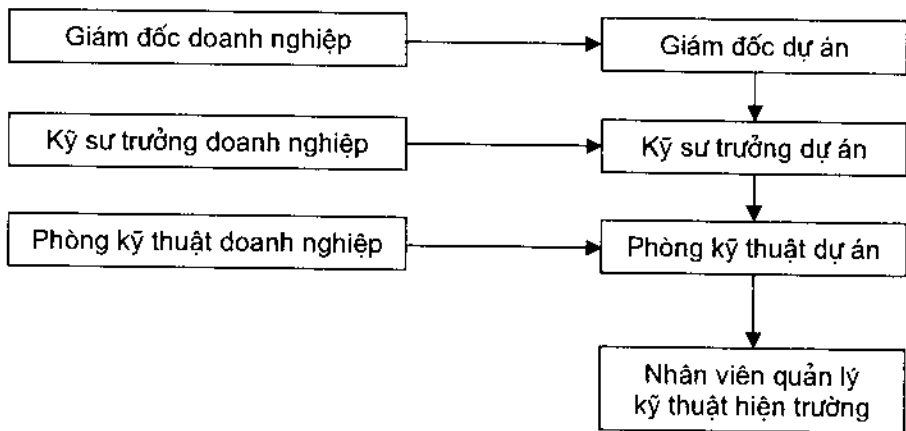 Giám đốc doanh nghiệp
Giám đốc dự án
Kỹ sư trưởng doanh nghiệp
Kỹ sư trưởng dự án
Phòng kỹ thuật doanh nghiệp
Phòng kỹ thuật dự án
Nhân viên quản lý
kỹ thuật hiện trường